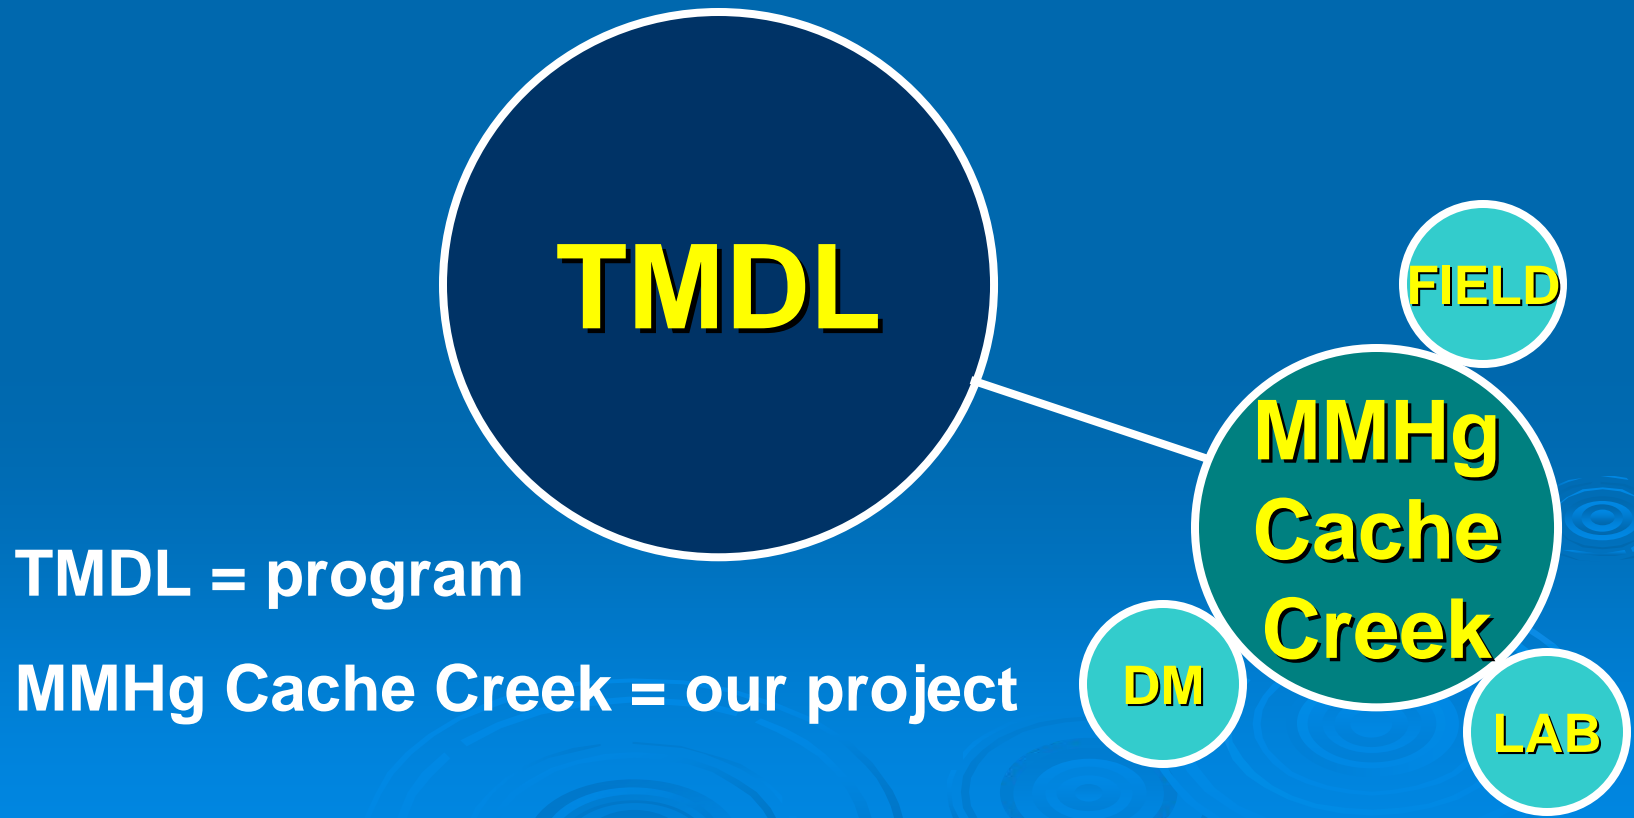 TMDL
FIELD
MMHg
Cache
Creek
TMDL = program
MMHg Cache Creek = our project
DM
LAB